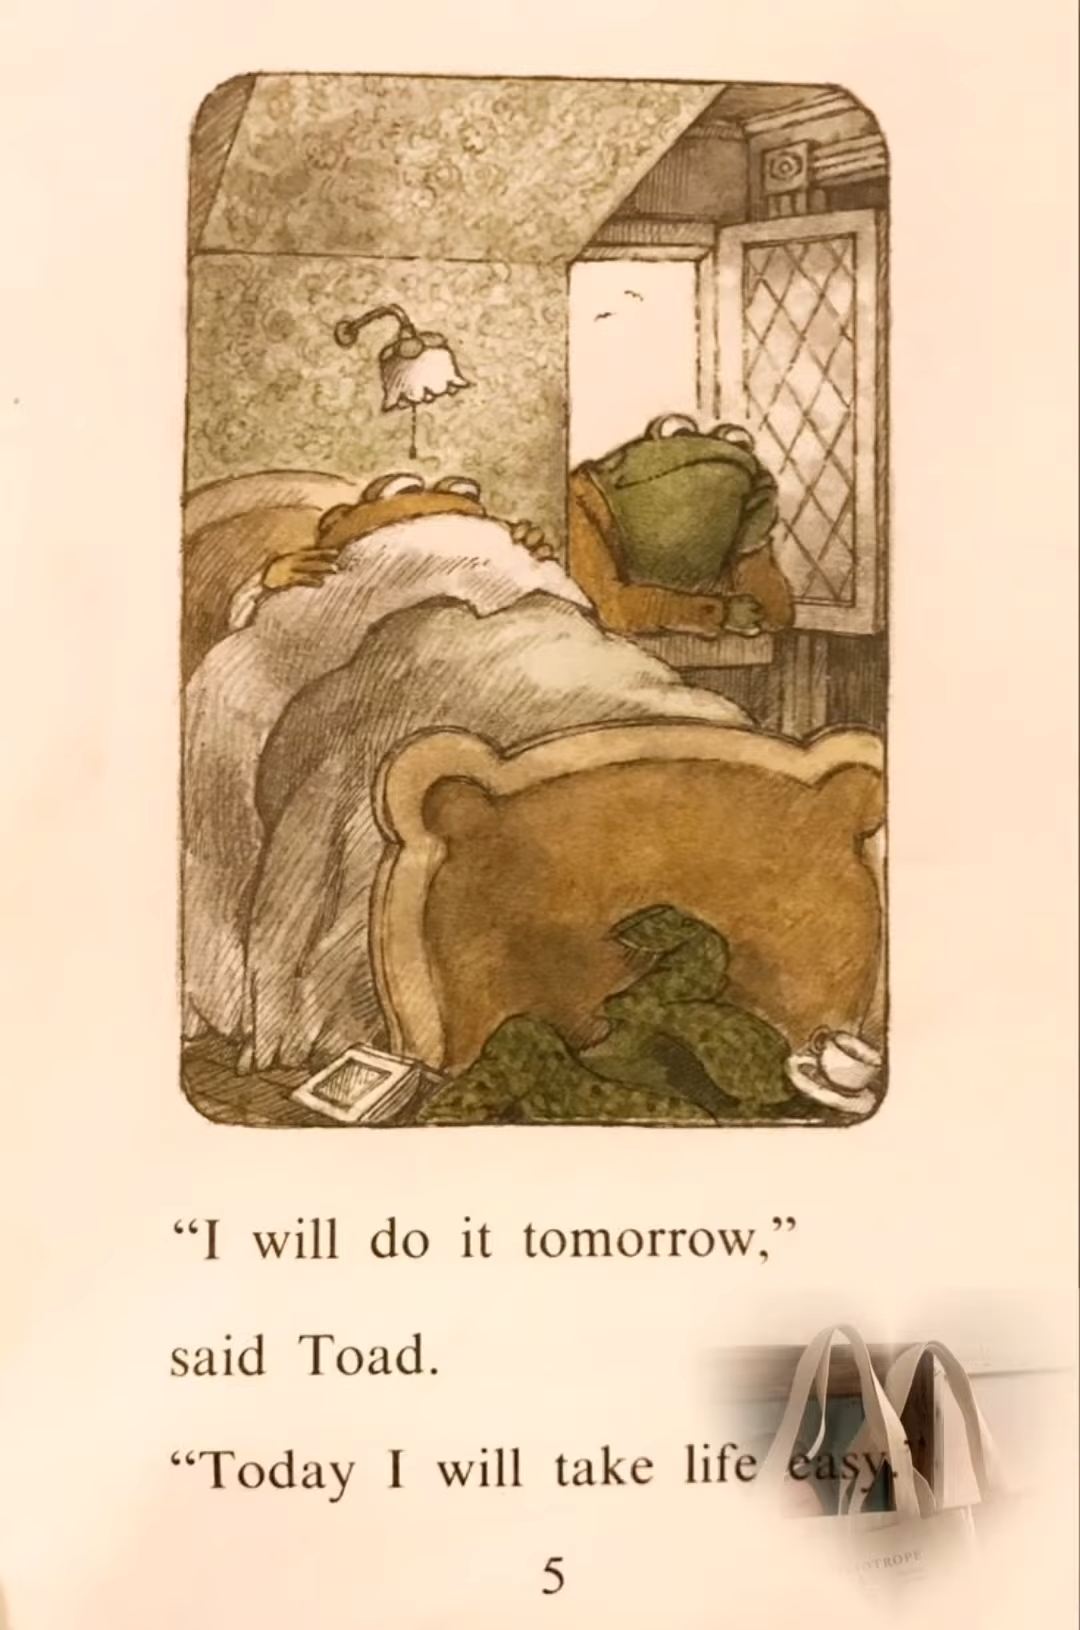 “I will do it tomorrow,”
said Toad.
“Today I will take life easy.”
5